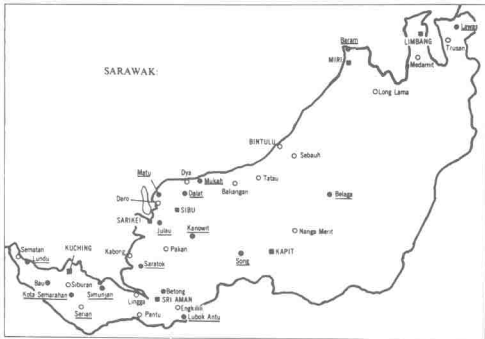 Lawas
LIMBANG
Trusan
Baram
Medamit
MIRI
SARAWAK:
Long Lama
BINTULU
Sebauh
Matu
Oya
Mukah
Tatau
Balingan
Dalat
Belaga
Daro
SIBU
SARIKEI
Julau
Kanowit
Nanga Merit
Sematan
KUCHING
Kabong
Pakan
Song
KAPIT
Lundu
Saratok
Bau
Siburan
Simunjan
Betong
Kota Semarahan
Lingga
SRI AMAN
Serian
Engkilili
Pantu
Lubok Antu